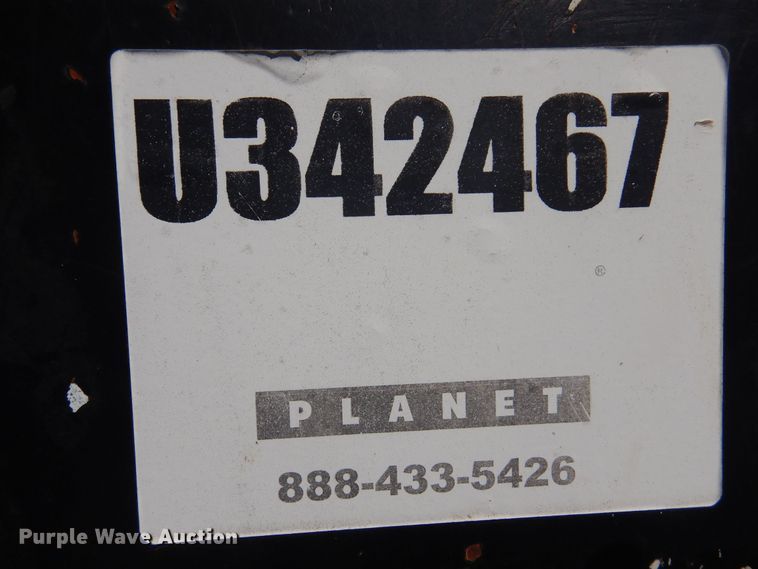 U342467
®
PLANET
888-433-5426
Purple Wave Auction